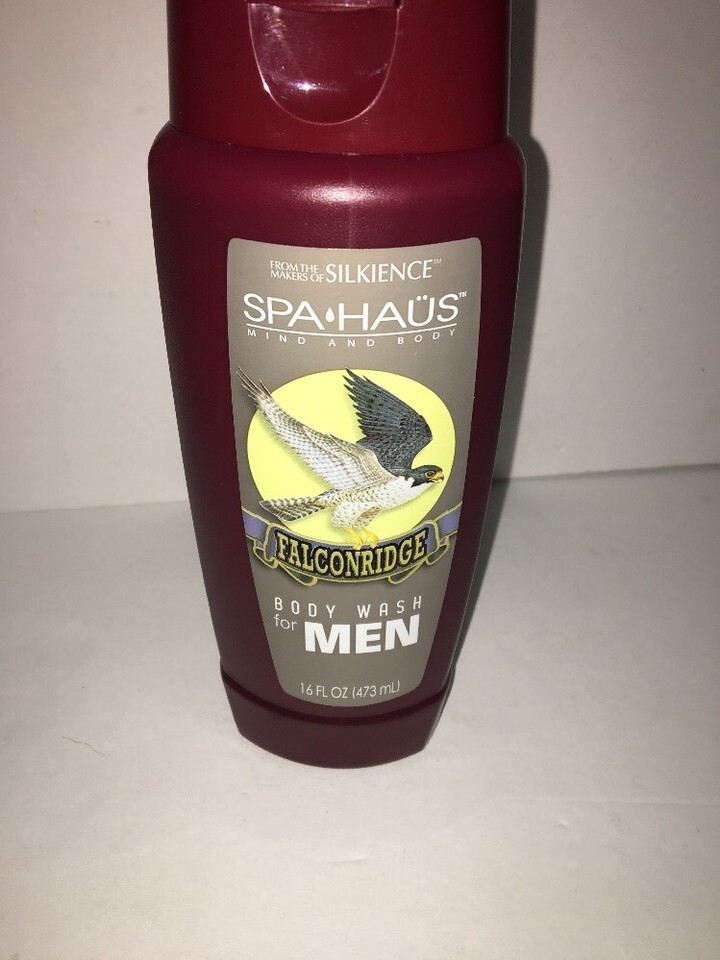 FROM THE
MAKERS OF SILKIENCE™
SPA HAÜS™
MIND AND BODY
FALCONRIDGE
BODY WASH
for MEN
16 FL OZ (473 mL)